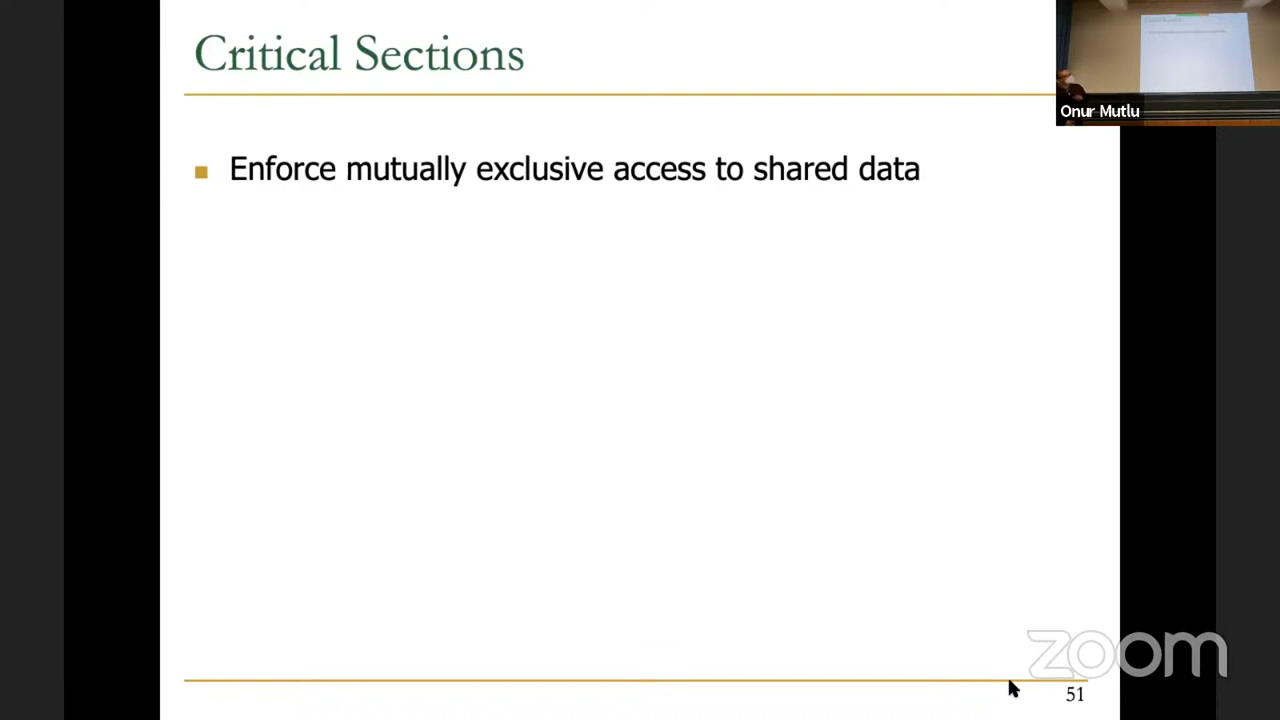 Critical Sections
Onur Mutlu
Enforce mutually exclusive access to shared data
zoom
51